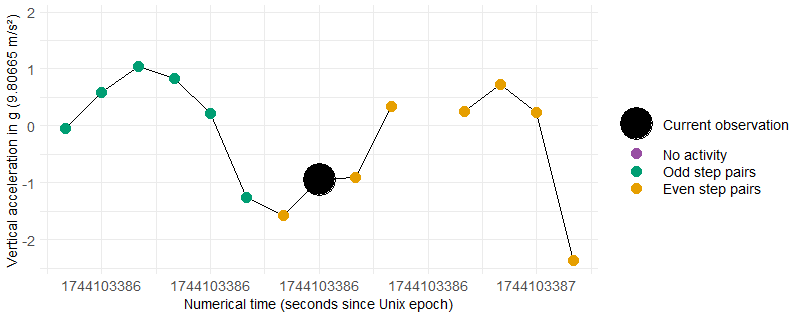 Vertical acceleration in g (9.80665 m/s²)
2
1
0
-1
-2
1744103386 1744103386 1744103386 1744103386 1744103387
Numerical time (seconds since Unix epoch)
Current observation
No activity
Odd step pairs
Even step pairs